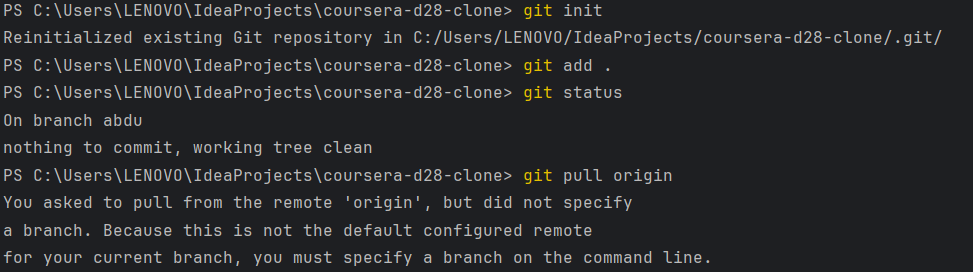 PS C:\Users\LENOVO\IdeaProjects\coursera-d28-clone> git init
Reinitialized existing Git repository in C:/Users/LENOVO/IdeaProjects/coursera-d28-clone/.git/
PS C:\Users\LENOVO\IdeaProjects\coursera-d28-clone> git add .
PS C:\Users\LENOVO\IdeaProjects\coursera-d28-clone> git status
On branch abdu
nothing to commit, working tree clean
PS C:\Users\LENOVO\IdeaProjects\coursera-d28-clone> git pull origin
You asked to pull from the remote 'origin', but did not specify
a branch. Because this is not the default configured remote
for your current branch, you must specify a branch on the command line.